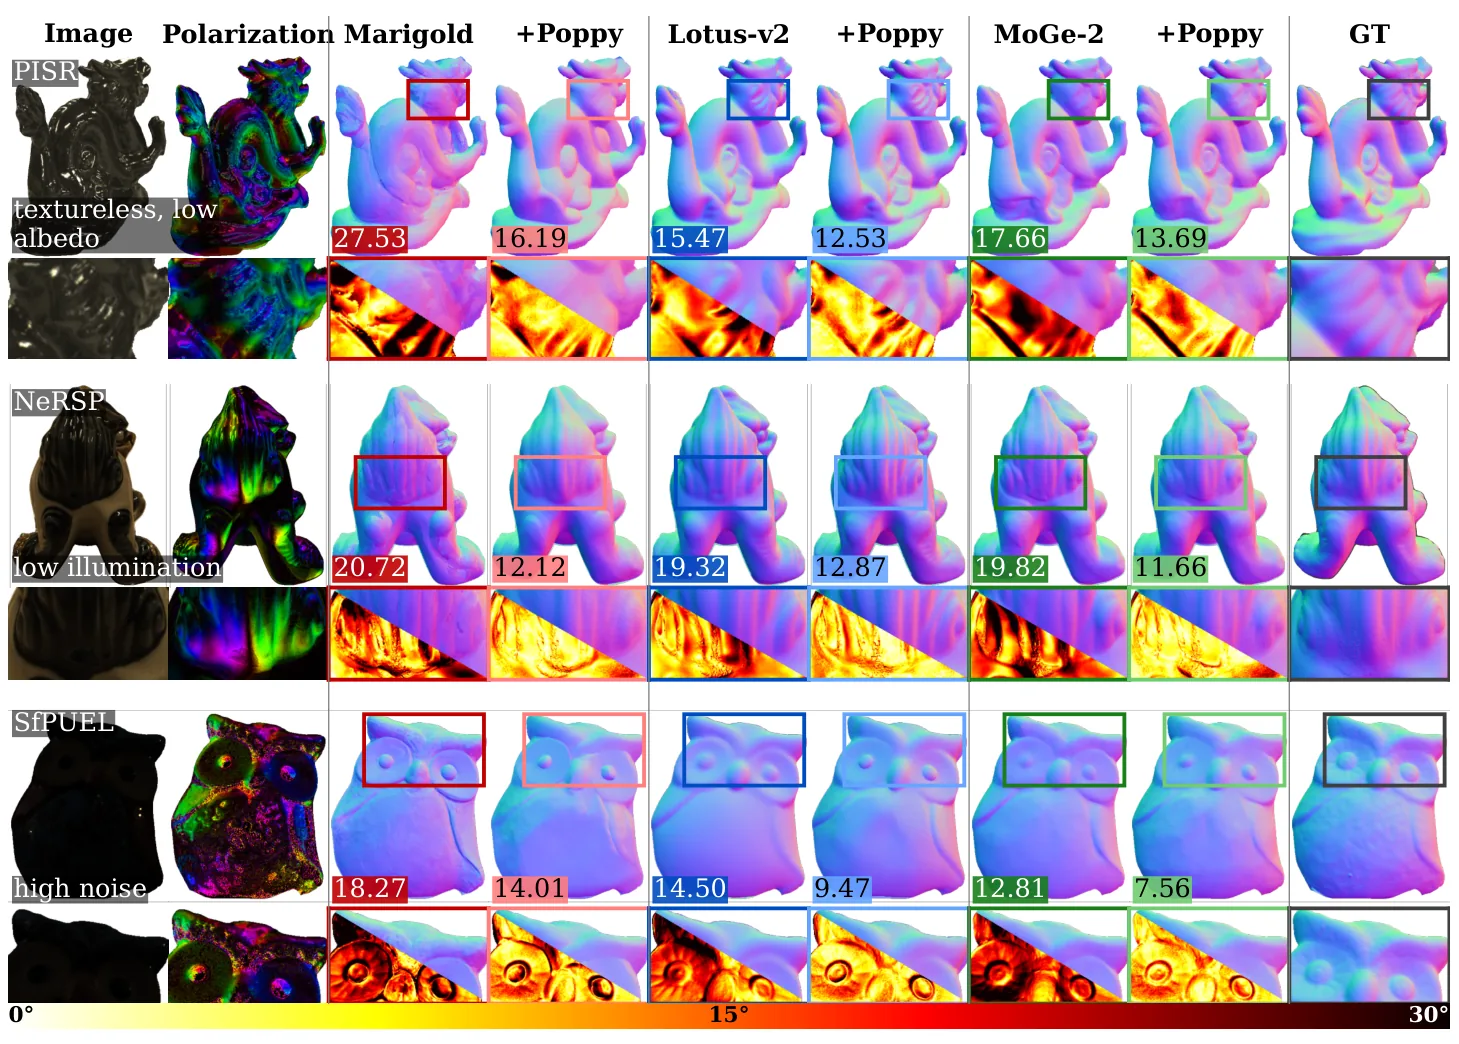 Image Polarization Marigold +Poppy Lotus-v2 +Poppy MoGe-2 +Poppy GT
PISR
textureless, low
albedo
27.53 16.19 15.47 12.53 17.66 13.69
NeRSP
low illumination
20.72 12.12 19.32 12.87 19.82 11.66
SfPUEL
high noise
18.27 14.01 14.50 9.47 12.81 7.56
0° 15° 30°